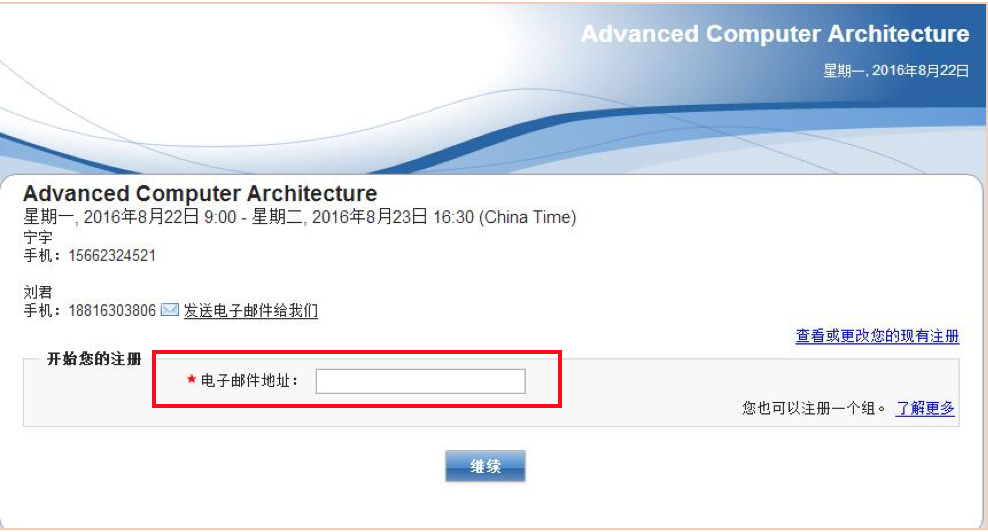 Advanced Computer Architecture
星期一, 2016年8月22日
Advanced Computer Architecture
星期一, 2016年8月22日 9:00 - 星期二, 2016年8月23日 16:30 (China Time)
宁宇
手机：15662324521
刘君
手机：18816303806 发送电子邮件给我们
查看或更改您的现有注册
开始您的注册
★电子邮件地址：
您也可以注册一个组。 了解更多
继续